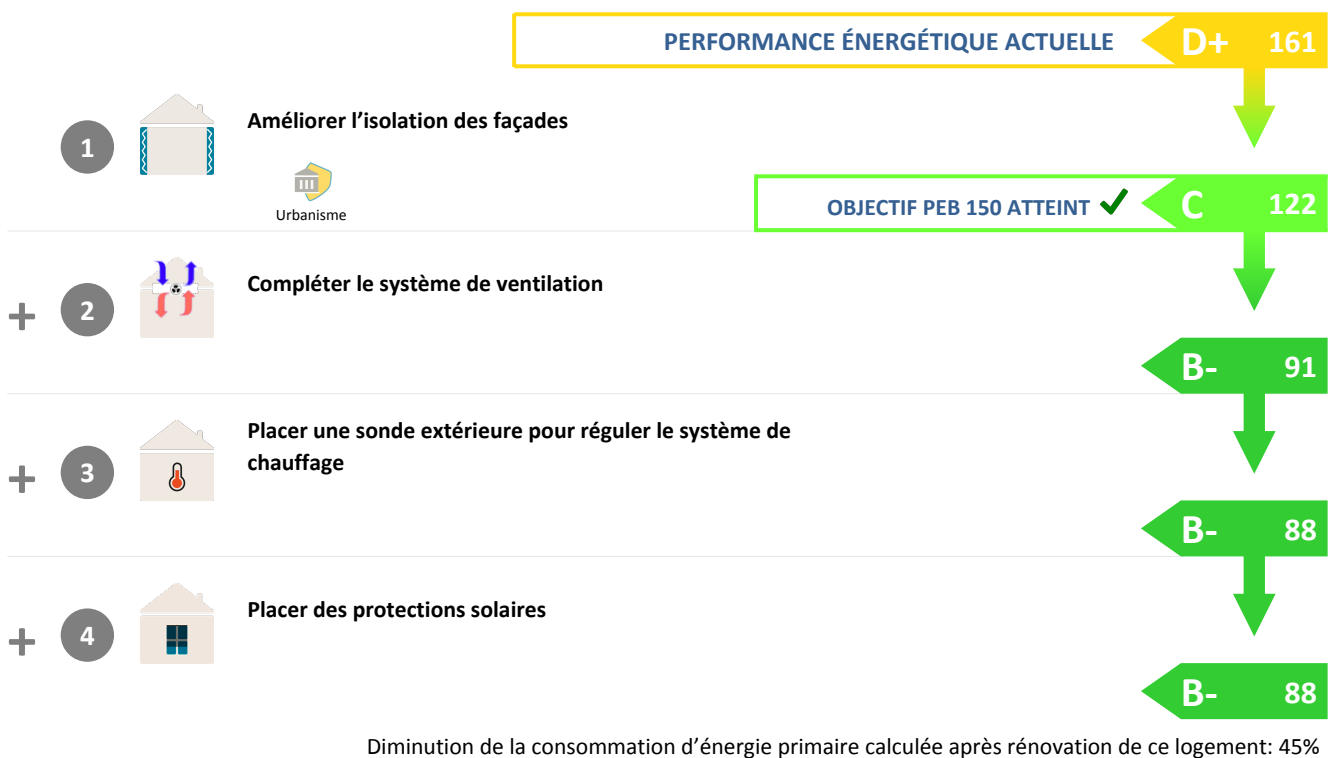 PERFORMANCE ÉNERGÉTIQUE ACTUELLE D+ 161
1 Améliorer l'isolation des façades
Urbanisme
OBJECTIF PEB 150 ATTEINT ✔ C 122
+ 2 Compléter le système de ventilation
B- 91
+ 3 Placer une sonde extérieure pour réguler le système de
chauffage
B- 88
+ 4 Placer des protections solaires
B- 88
Diminution de la consommation d'énergie primaire calculée après rénovation de ce logement: 45%